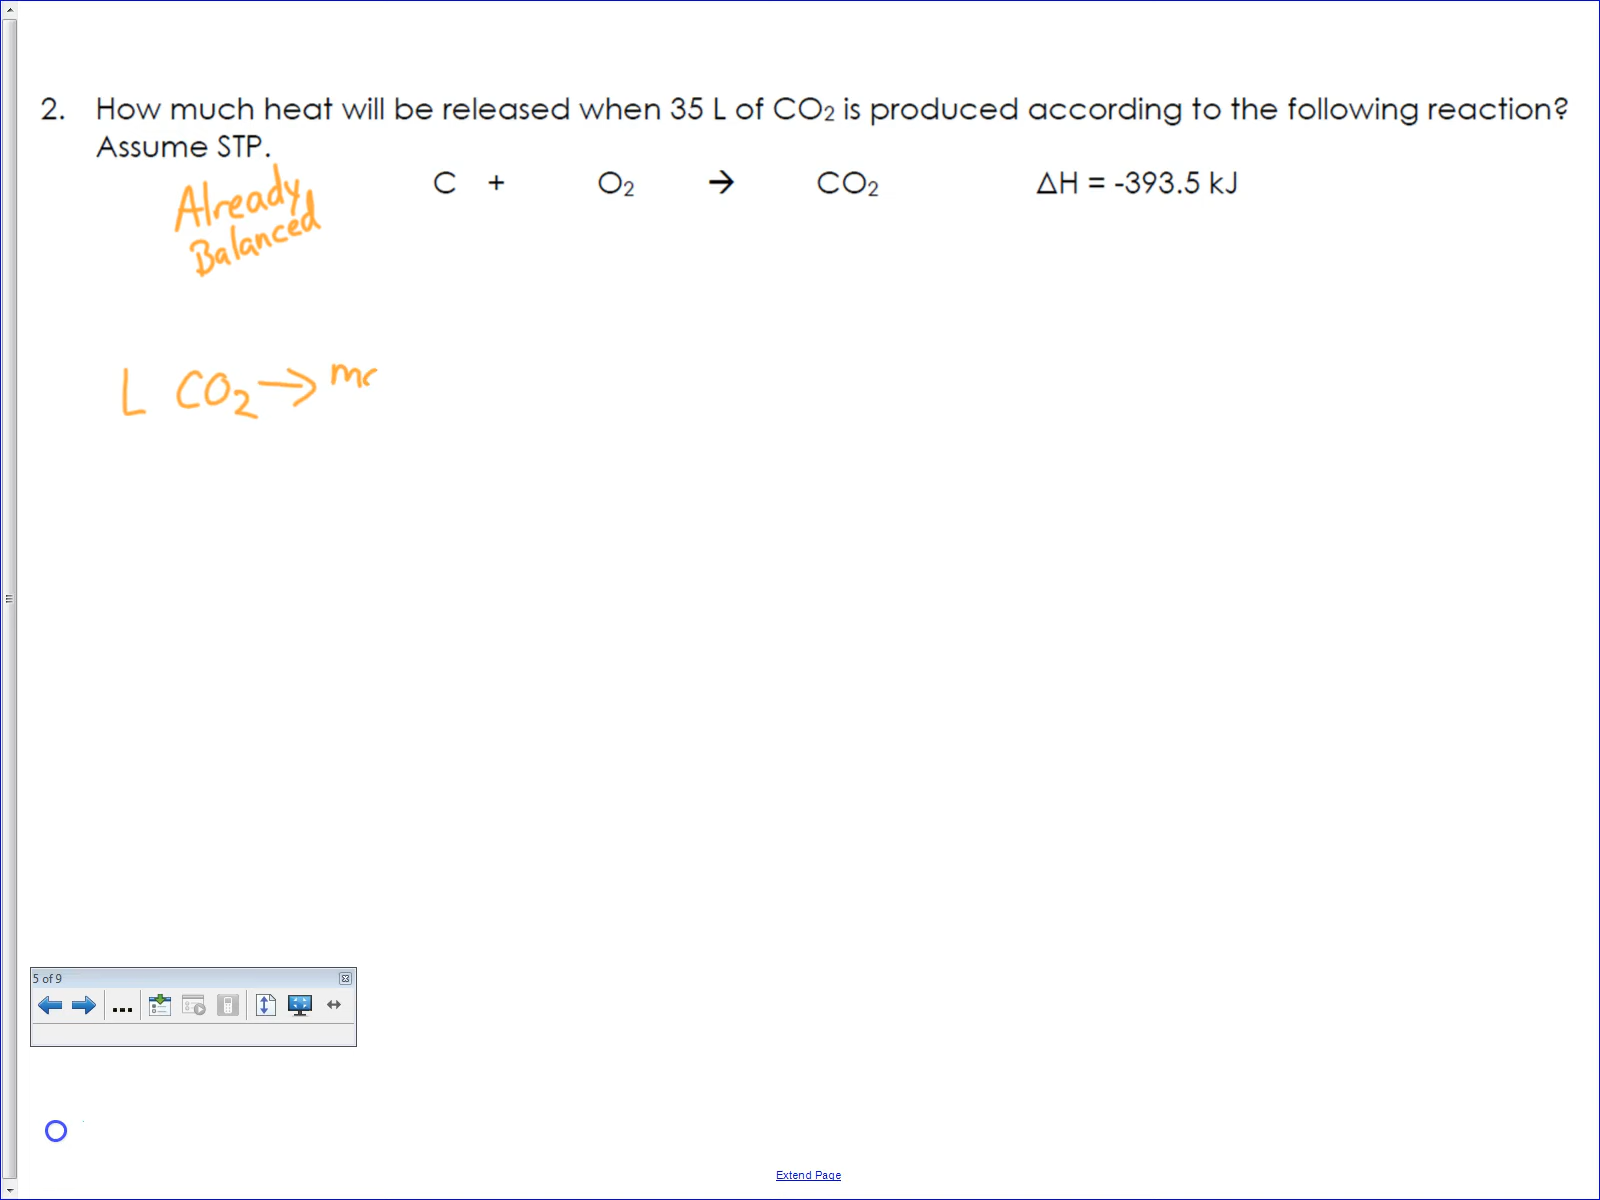 2. How much heat will be released when 35 L of CO₂ is produced according to the following reaction?
Assume STP.
C + O₂ → CO₂ ΔH = -393.5 kJ
Already
Balanced
L CO₂ → mc
5 of 9
Extend Page